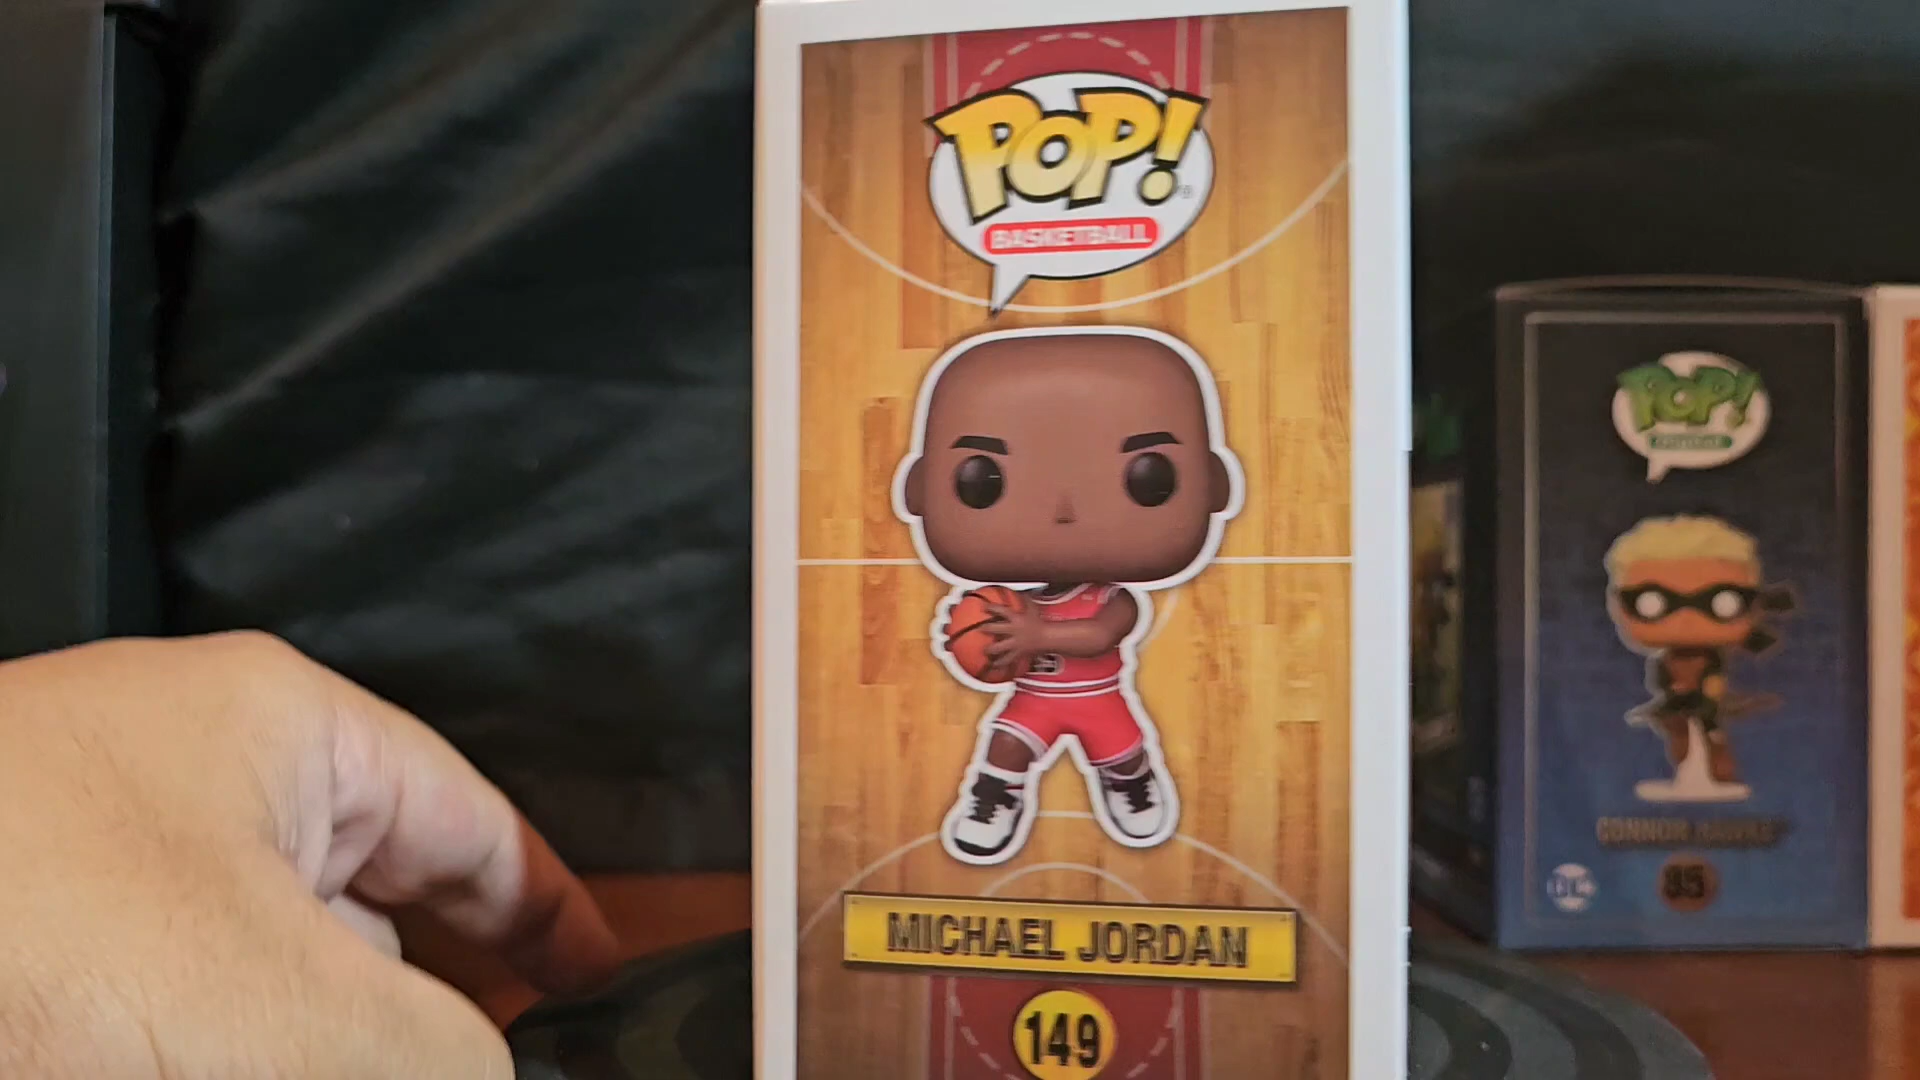 POP!
BASKETBALL
MICHAEL JORDAN
149
POP!
CONNOR HAWKE
85